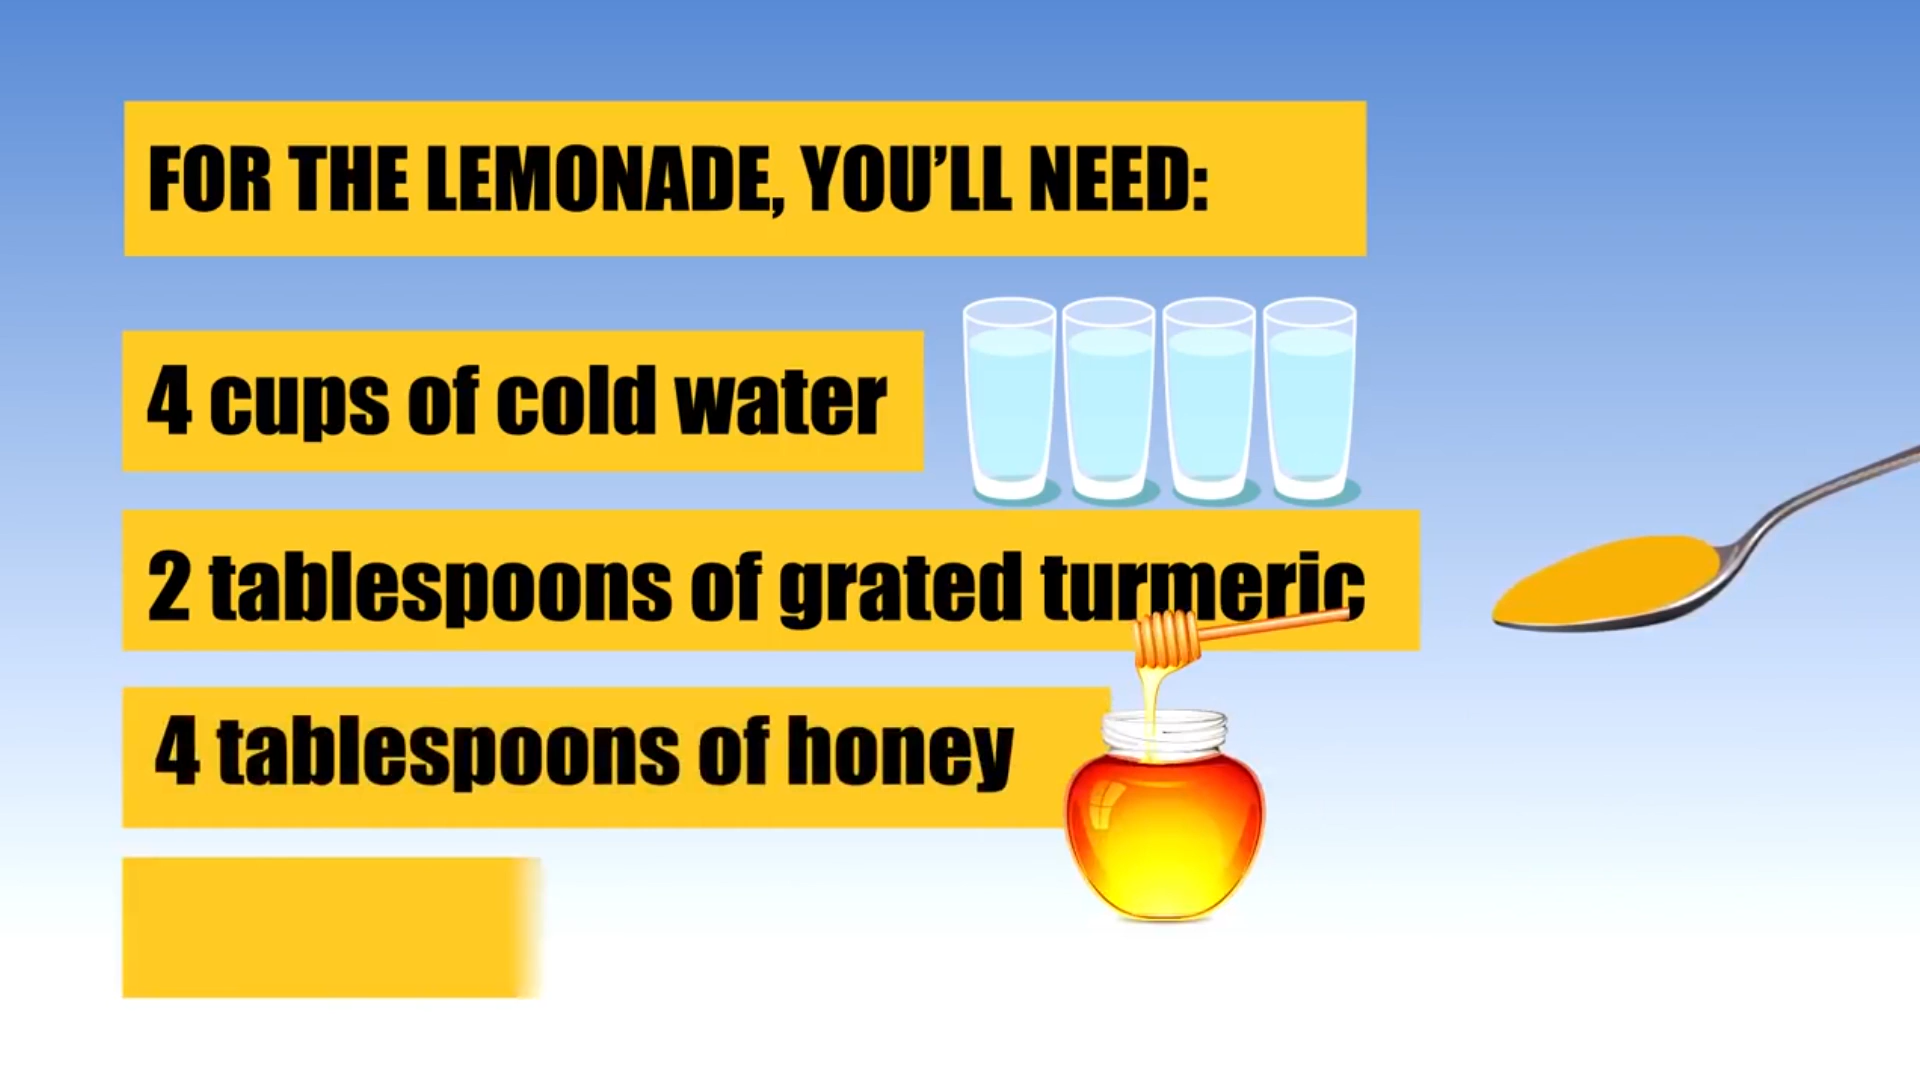 FOR THE LEMONADE, YOU’LL NEED:
4 cups of cold water
2 tablespoons of grated turmeric
4 tablespoons of honey